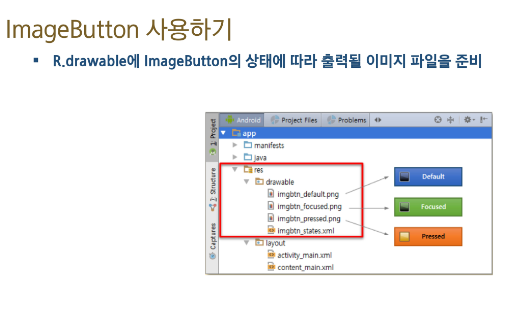 ImageButton 사용하기
▪ R.drawable에 ImageButton의 상태에 따라 출력될 이미지 파일을 준비
Android Project Files Problems
1: Project
app
manifests
java
res
drawable
imgbtn_default.png
imgbtn_focused.png
imgbtn_pressed.png
imgbtn_states.xml
layout
activity_main.xml
content_main.xml
7: Structure
Captures
Default
Focused
Pressed